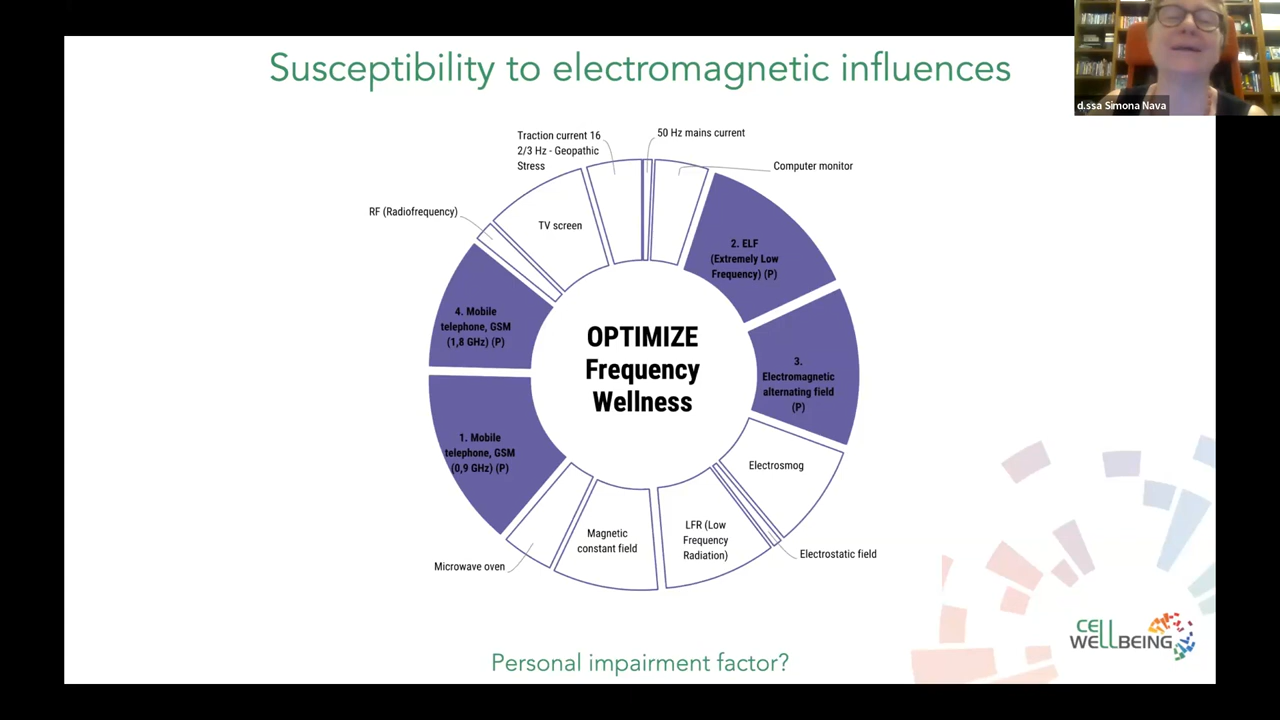 Susceptibility to electromagnetic influences
d.ssa Simona Nava
Traction current 16
2/3 Hz - Geopathic
Stress
50 Hz mains current
Computer monitor
RF (Radiofrequency)
TV screen
2. ELF
(Extremely Low
Frequency) (P)
4. Mobile
telephone, GSM
(1,8 GHz) (P)
OPTIMIZE
Frequency
Wellness
3.
Electromagnetic
alternating field
(P)
1. Mobile
telephone, GSM
(0,9 GHz) (P)
Electrosmog
Magnetic
constant field
LFR (Low
Frequency
Radiation)
Electrostatic field
Microwave oven
CELL
WELLBEING
Personal impairment factor?